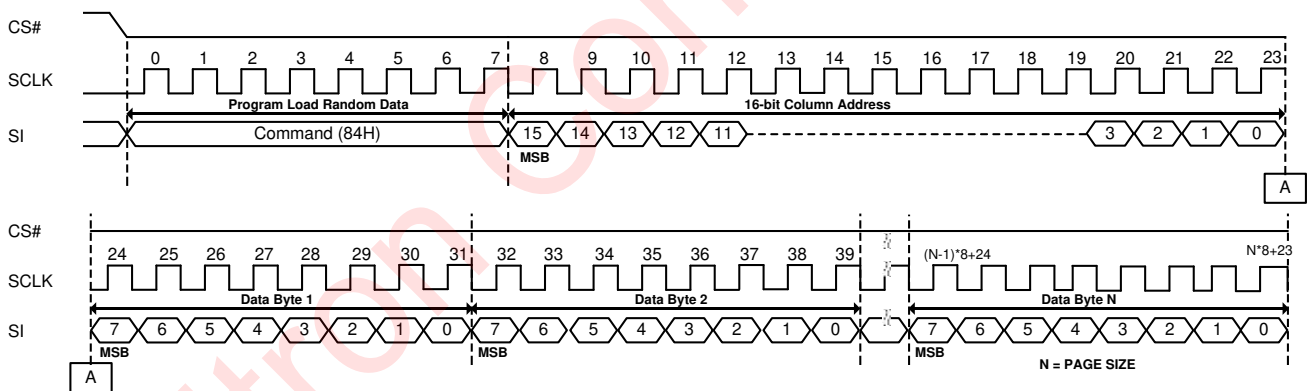 CS#
0 1 2 3 4 5 6 7 8 9 10 11 12 13 14 15 16 17 18 19 20 21 22 23
SCLK
Program Load Random Data 16-bit Column Address
SI Command (84H) 15 14 13 12 11 3 2 1 0
MSB
A
CS#
24 25 26 27 28 29 30 31 32 33 34 35 36 37 38 39 (N-1)*8+24 N*8+23
SCLK
Data Byte 1 Data Byte 2 Data Byte N
SI 7 6 5 4 3 2 1 0 7 6 5 4 3 2 1 0 7 6 5 4 3 2 1 0
MSB MSB MSB
N = PAGE SIZE
A